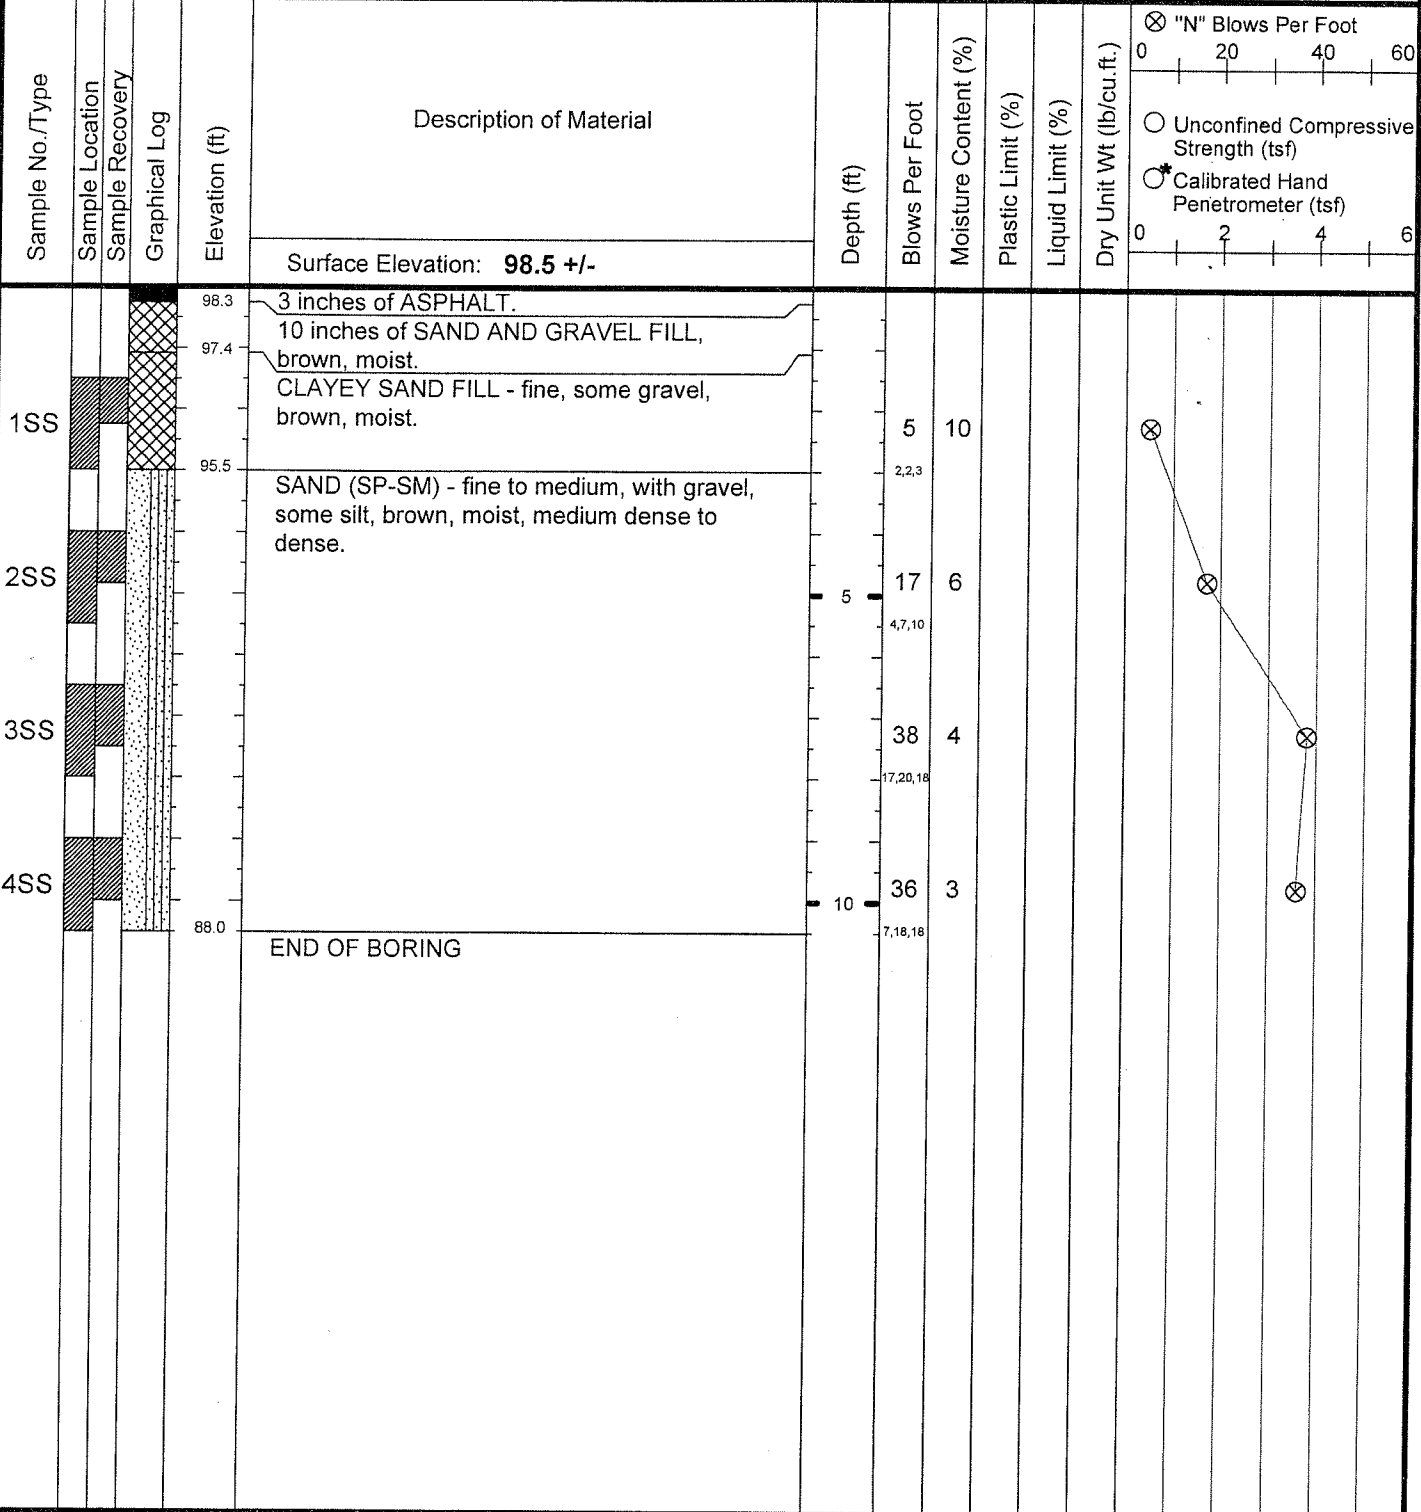 Sample No./Type
Sample Location
Sample Recovery
Graphical Log
Elevation (ft)
Description of Material
Surface Elevation: 98.5 +/-
Depth (ft)
Blows Per Foot
Moisture Content (%)
Plastic Limit (%)
Liquid Limit (%)
Dry Unit Wt (lb/cu.ft.)
"N" Blows Per Foot
0 20 40 60
Unconfined Compressive
Strength (tsf)
* Calibrated Hand
Penetrometer (tsf)
0 2 4 6
98.3 3 inches of ASPHALT.
10 inches of SAND AND GRAVEL FILL,
97.4
brown, moist.
CLAYEY SAND FILL - fine, some gravel,
brown, moist.
1SS 5 10
95.5 2,2,3
SAND (SP-SM) - fine to medium, with gravel,
some silt, brown, moist, medium dense to
dense.
2SS 17 6
5
4,7,10
3SS 38 4
17,20,18
4SS 36 3
10
88.0 7,18,18
END OF BORING